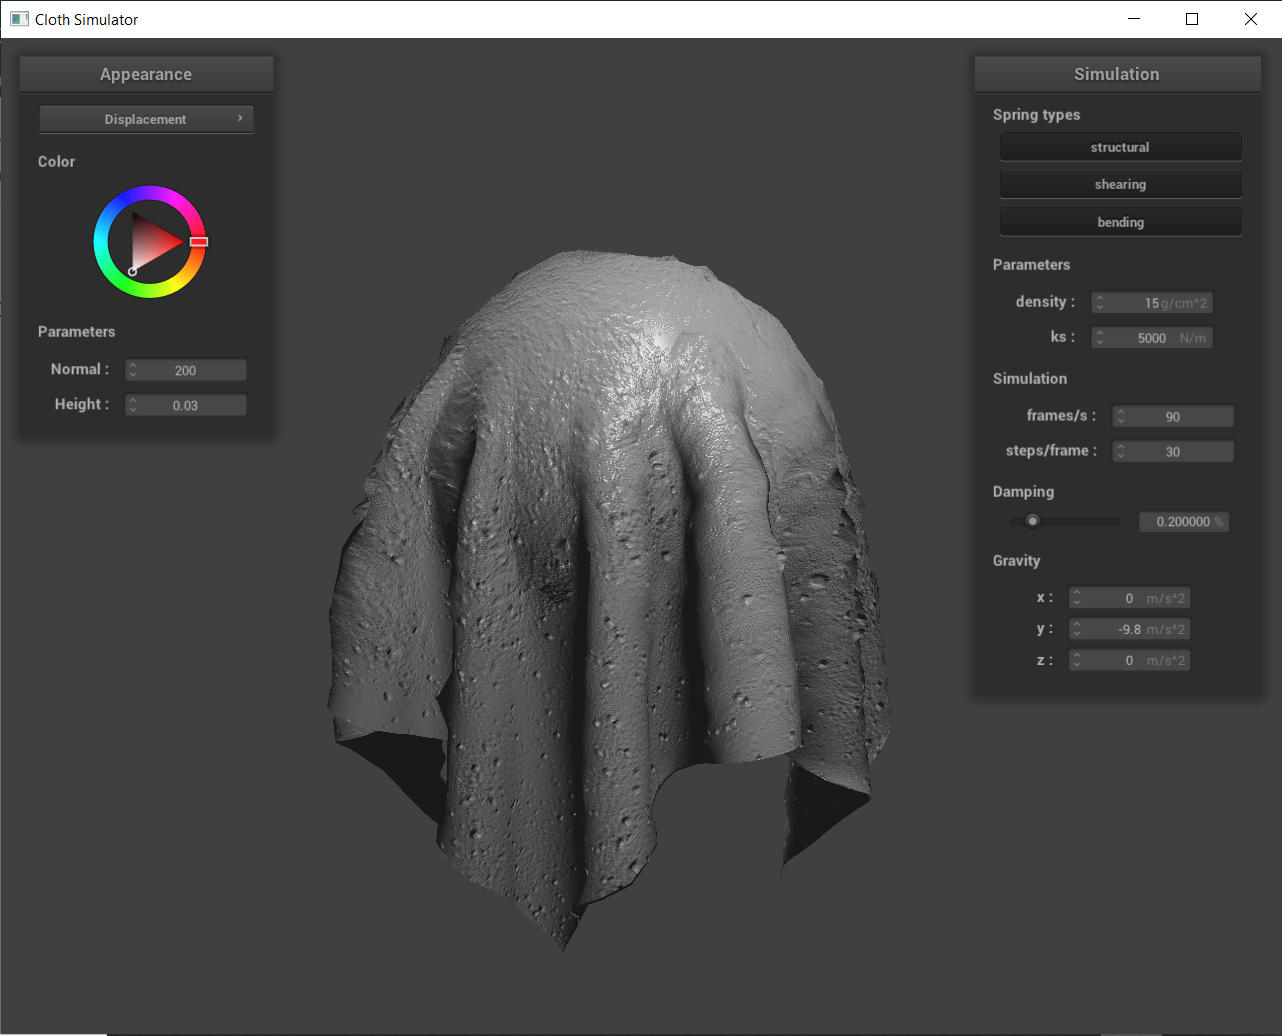 Cloth Simulator
Appearance
Displacement
Color
Parameters
Normal : 200
Height : 0.03
Simulation
Spring types
structural
shearing
bending
Parameters
density : 15 g/cm^2
ks : 5000 N/m
Simulation
frames/s : 90
steps/frame : 30
Damping
0.200000 %
Gravity
x : 0 m/s^2
y : -9.8 m/s^2
z : 0 m/s^2